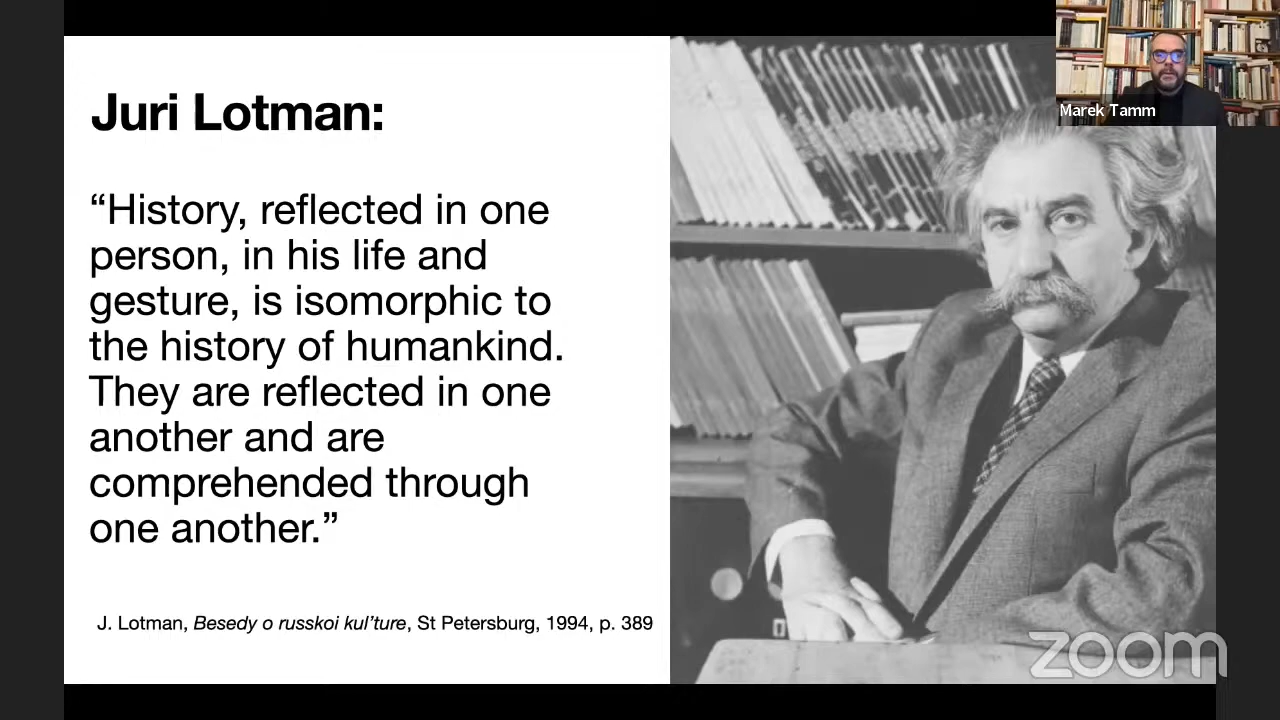 Juri Lotman:
“History, reflected in one
person, in his life and
gesture, is isomorphic to
the history of humankind.
They are reflected in one
another and are
comprehended through
one another.”
J. Lotman, Besedy o russkoi kul’ture, St Petersburg, 1994, p. 389
Marek Tamm
zoom